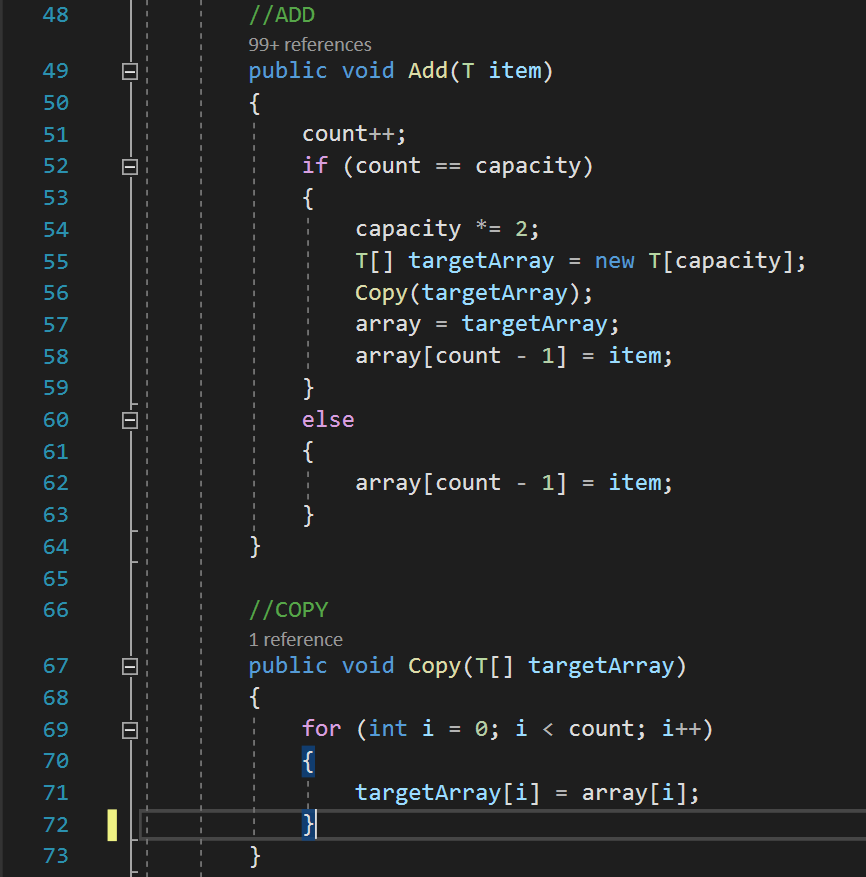 48 //ADD
99+ references
49 public void Add(T item)
50 {
51 count++;
52 if (count == capacity)
53 {
54 capacity *= 2;
55 T[] targetArray = new T[capacity];
56 Copy(targetArray);
57 array = targetArray;
58 array[count - 1] = item;
59 }
60 else
61 {
62 array[count - 1] = item;
63 }
64 }
65
66 //COPY
1 reference
67 public void Copy(T[] targetArray)
68 {
69 for (int i = 0; i < count; i++)
70 {
71 targetArray[i] = array[i];
72 }
73 }